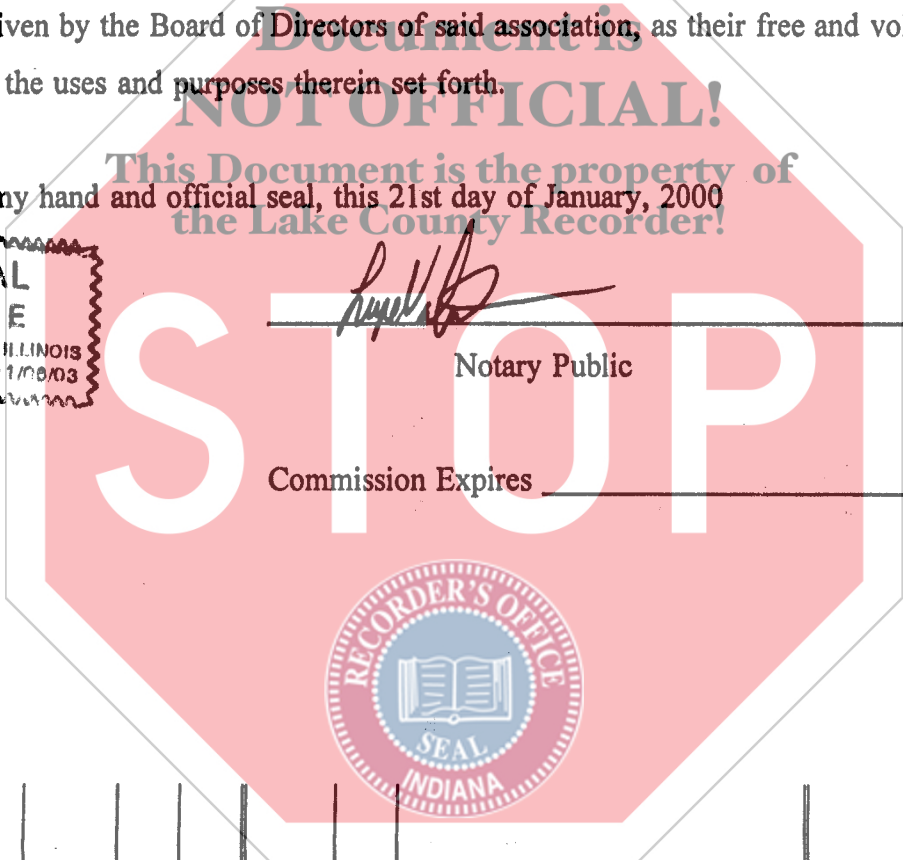 iven by the Board of Directors of said association, as their free and vo
Document is
the uses and purposes therein set forth.
NOT OFFICIAL!
This Document is the property of
ny hand and official seal, this 21st day of January, 2000
the Lake County Recorder!
AL
E
ILLINOIS
Notary Public
STOP
Commission Expires
RECORDER'S OFFICE
SEAL
INDIANA